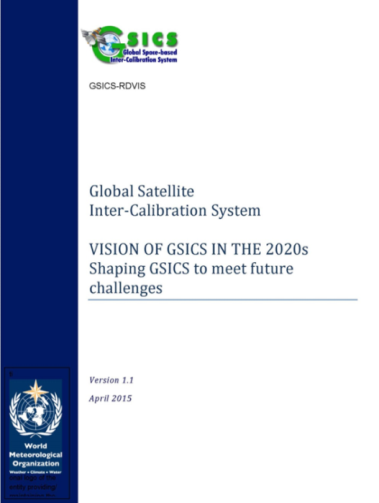 GSICS
Global Space-based
Inter-Calibration System
GSICS-RDVIS
Global Satellite
Inter-Calibration System
VISION OF GSICS IN THE 2020s
Shaping GSICS to meet future
challenges
Version 1.1
April 2015
World
Meteorological
Organization
Weather • Climate • Water